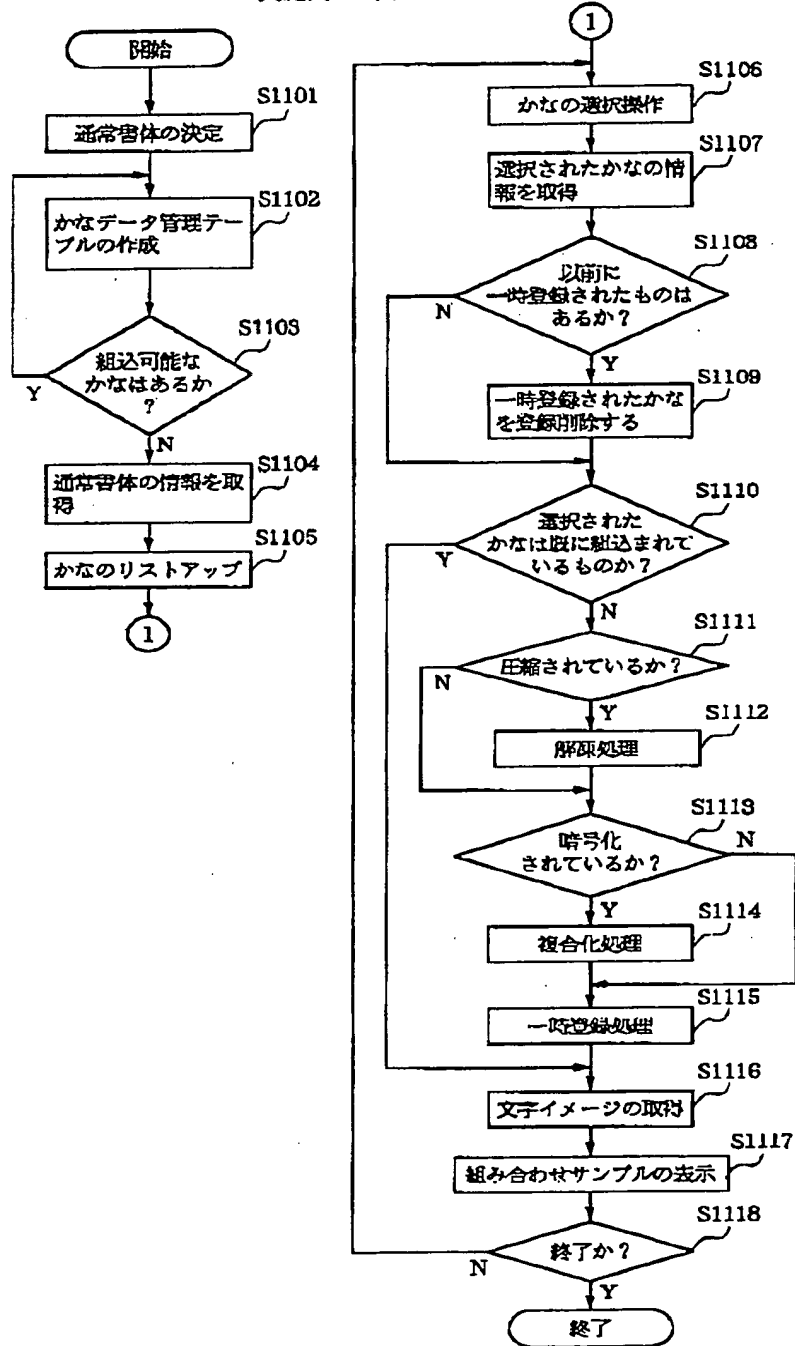 開始
S1101
通常書体の決定
S1102
かなデータ管理テー
ブルの作成
S1103
組込可能な
かなはあるか
?
Y
N
S1104
通常書体の情報を取
得
S1105
かなのリストアップ
1
1
S1106
かなの選択操作
S1107
選択されたかなの情
報を取得
S1108
以前に
一時登録されたものは
あるか?
N
Y
S1109
一時登録されたかな
を登録削除する
S1110
選択された
かなは既に組込まれて
いるものか?
Y
N
S1111
圧縮されているか?
N
Y
S1112
解凍処理
S1113
暗号化
されているか?
N
Y
S1114
複合化処理
S1115
一時登録処理
S1116
文字イメージの取得
S1117
組み合わせサンプルの表示
S1118
終了か?
N
Y
終了